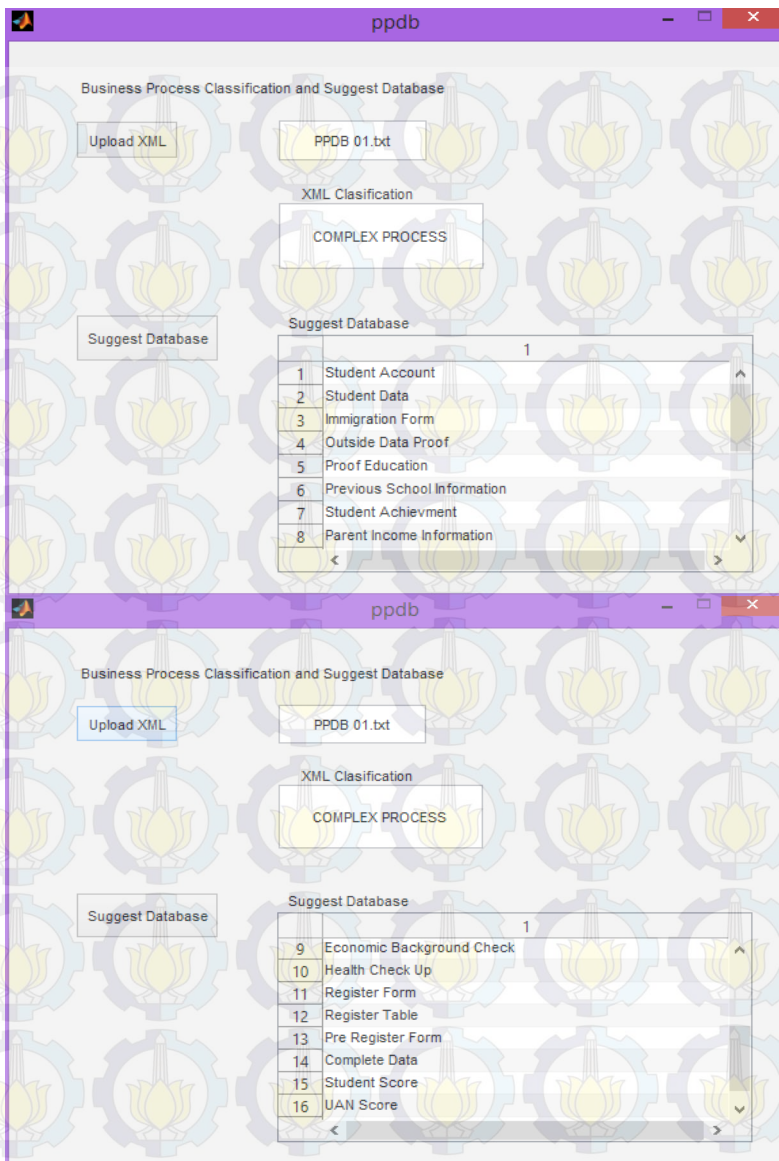 ppdb
Business Process Classification and Suggest Database
Upload XML PPDB 01.txt
XML Clasification
COMPLEX PROCESS
Suggest Database
Suggest Database
1
1 Student Account
2 Student Data
3 Immigration Form
4 Outside Data Proof
5 Proof Education
6 Previous School Information
7 Student Achievment
8 Parent Income Information
ppdb
Business Process Classification and Suggest Database
Upload XML PPDB 01.txt
XML Clasification
COMPLEX PROCESS
Suggest Database
Suggest Database
1
9 Economic Background Check
10 Health Check Up
11 Register Form
12 Register Table
13 Pre Register Form
14 Complete Data
15 Student Score
16 UAN Score